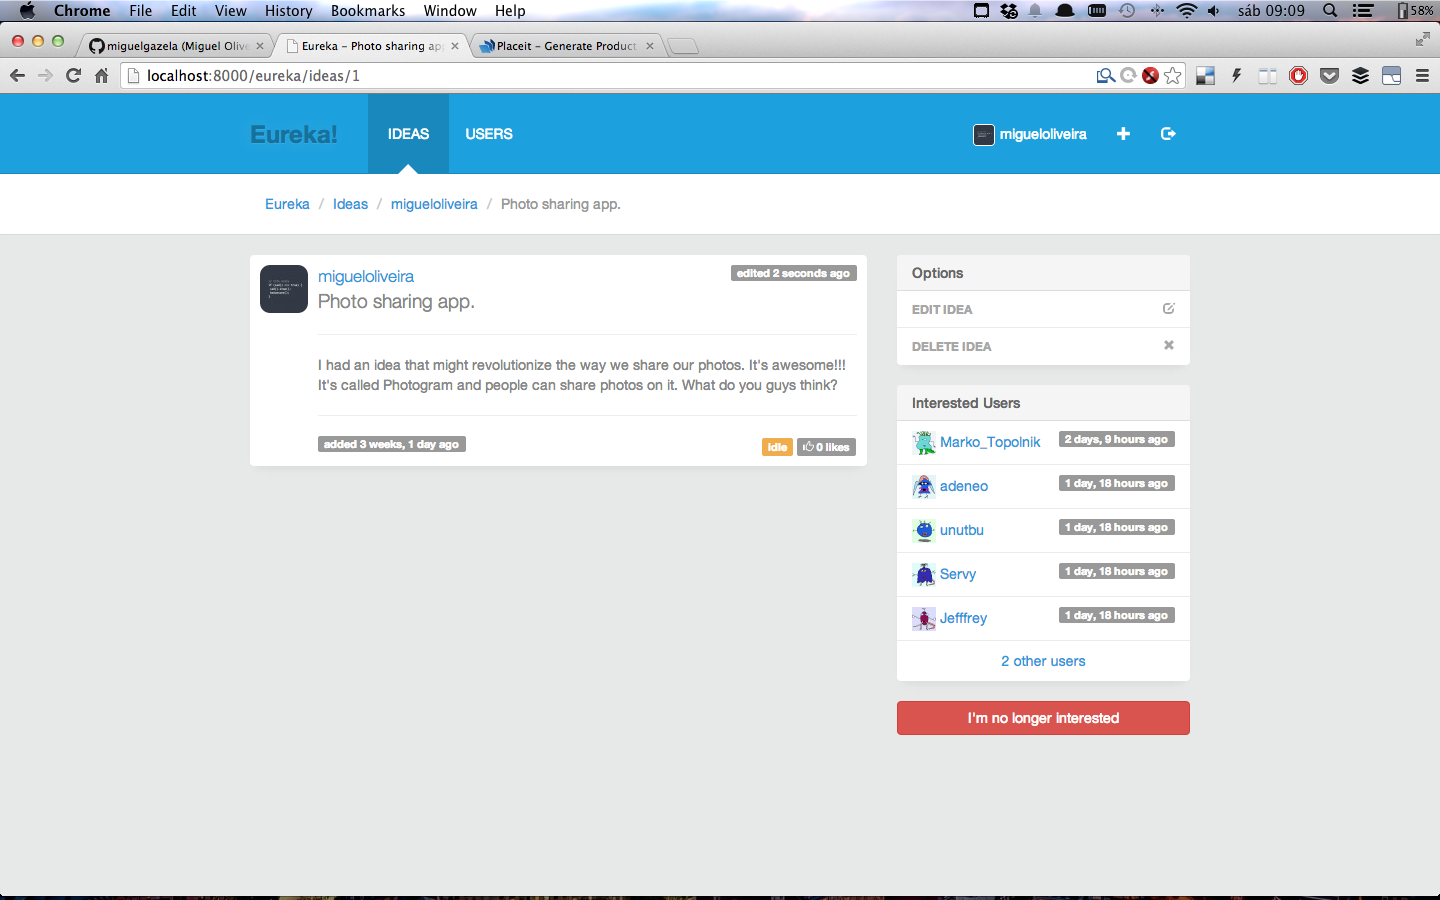 Chrome File Edit View History Bookmarks Window Help sáb 09:09 58%
miguelgazela (Miguel Olive Eureka – Photo sharing ap Placeit – Generate Product
localhost:8000/eureka/ideas/1
Eureka! IDEAS USERS migueloliveira
Eureka / Ideas / migueloliveira / Photo sharing app.
migueloliveira edited 2 seconds ago
Photo sharing app.
I had an idea that might revolutionize the way we share our photos. It's awesome!!!
It's called Photogram and people can share photos on it. What do you guys think?
added 3 weeks, 1 day ago Idle 0 likes
Options
EDIT IDEA
DELETE IDEA
Interested Users
Marko_Topolnik 2 days, 9 hours ago
adeneo 1 day, 18 hours ago
unutbu 1 day, 18 hours ago
Servy 1 day, 18 hours ago
Jefffrey 1 day, 18 hours ago
2 other users
I'm no longer interested